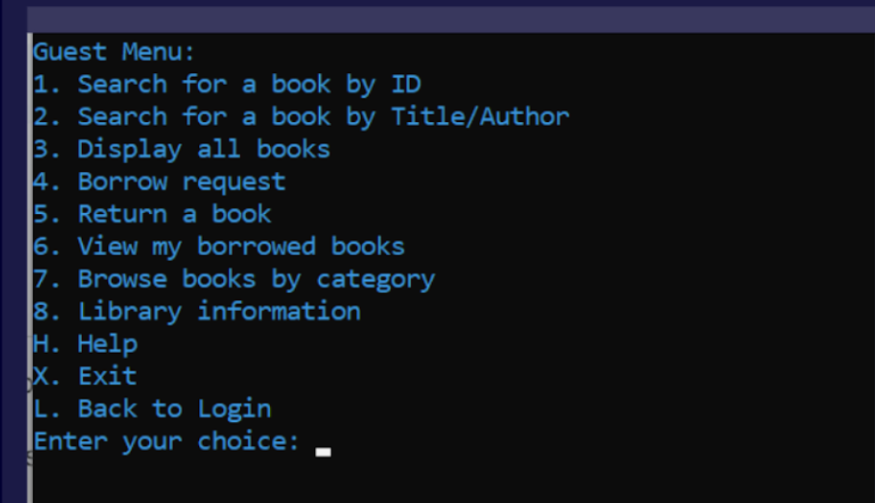 Guest Menu:
1. Search for a book by ID
2. Search for a book by Title/Author
3. Display all books
4. Borrow request
5. Return a book
6. View my borrowed books
7. Browse books by category
8. Library information
H. Help
X. Exit
L. Back to Login
Enter your choice: